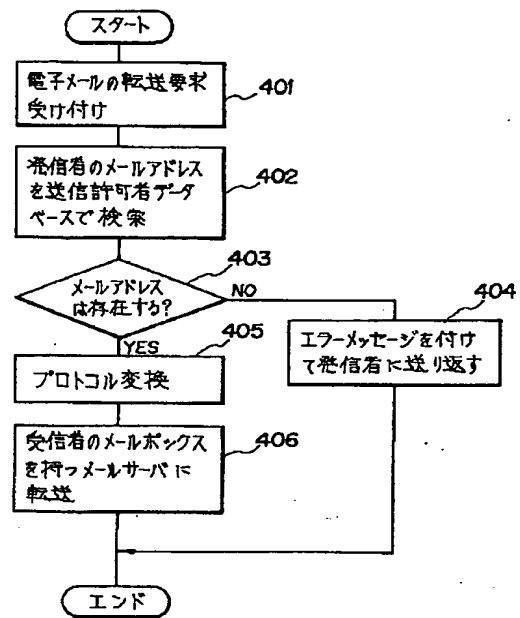 スタート
電子メールの転送要求
受け付け
401
発信者のメールアドレス
を送信許可者データ
ベースで検索
402
403
メールアドレス
は存在する?
NO
404
エラーメッセージを付け
て発信者に送り返す
YES
405
プロトコル変換
受信者のメールボックス
を持つメールサーバに
転送
406
エンド